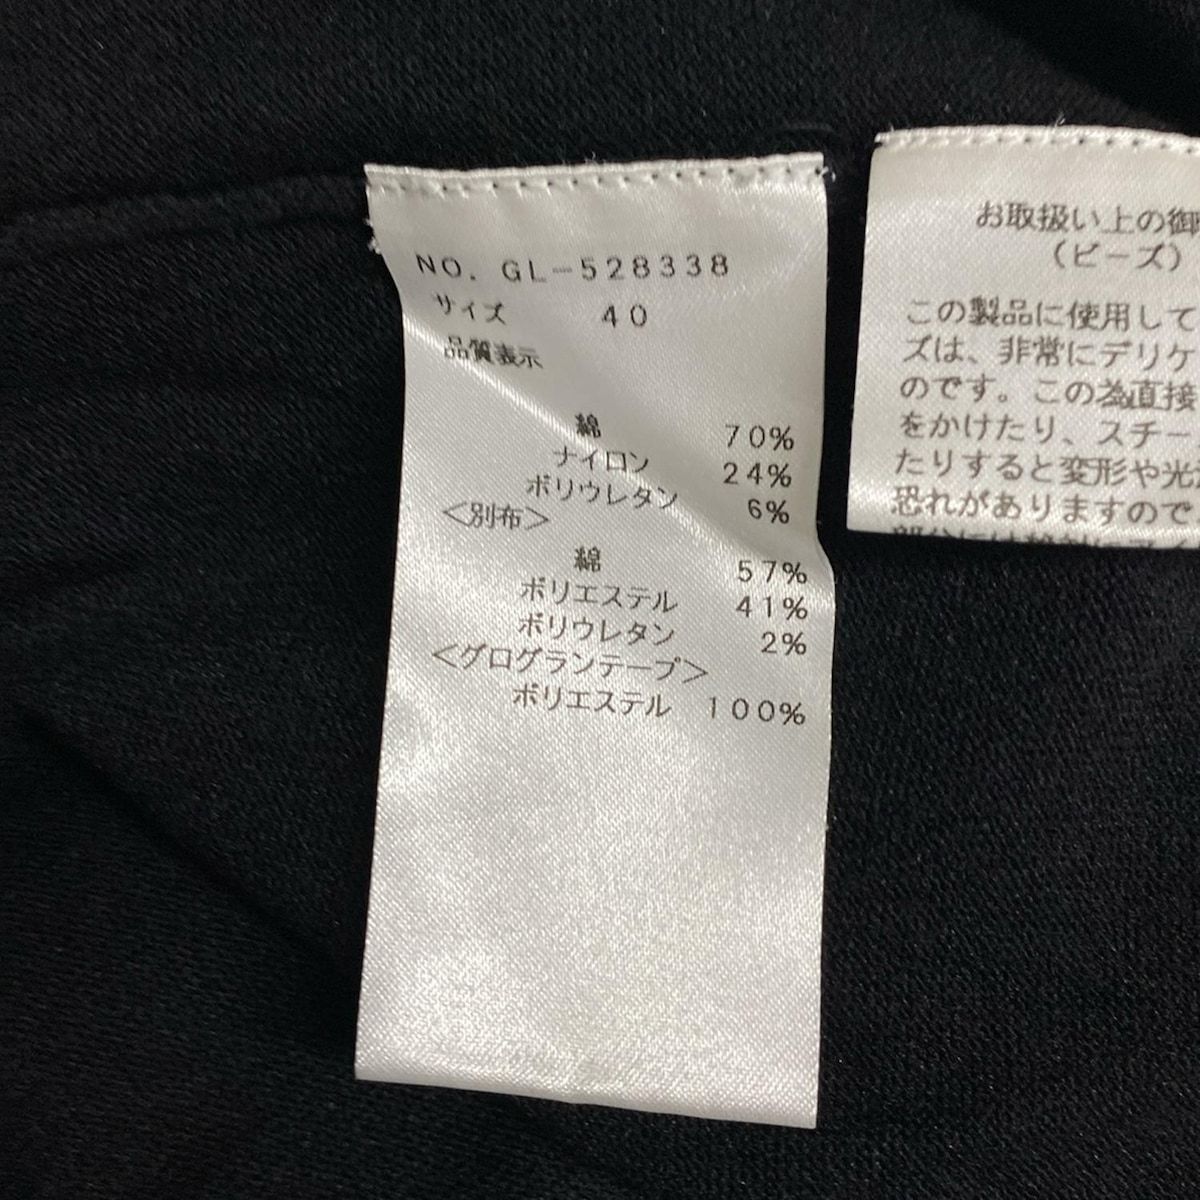 NO. GL-528338
サイズ 40
品質表示
綿 70%
ナイロン 24%
ポリウレタン 6%
<別布>
綿 57%
ポリエステル 41%
ポリウレタン 2%
<グログランテープ>
ポリエステル 100%
お取扱い上の御
(ビーズ)
この製品に使用して
ズは、非常にデリケ
のです。この為直接
をかけたり、スチー
たりすると変形や光
恐れがありますので